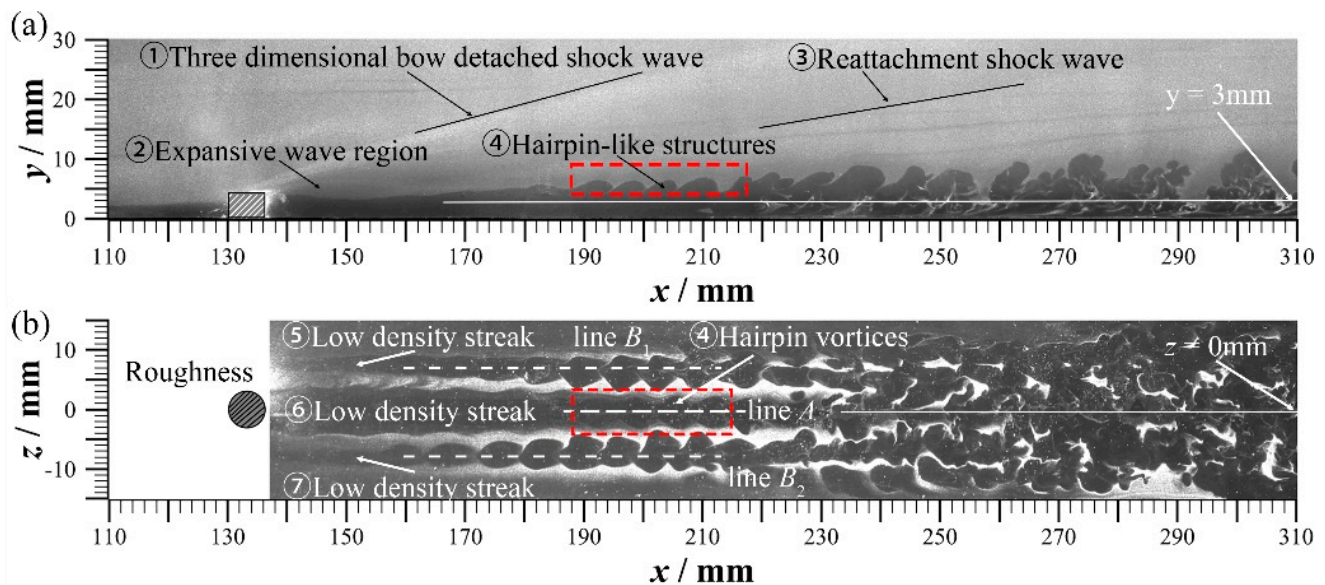 (a)
30
20
10
0
y / mm
①Three dimensional bow detached shock wave
③Reattachment shock wave
y = 3mm
②Expansive wave region
④Hairpin-like structures
110 130 150 170 190 210 230 250 270 290 310
x / mm
(b)
10
0
-10
z / mm
⑤Low density streak
line B1
④Hairpin vortices
z = 0mm
Roughness
⑥Low density streak
line A
⑦Low density streak
line B2
110 130 150 170 190 210 230 250 270 290 310
x / mm